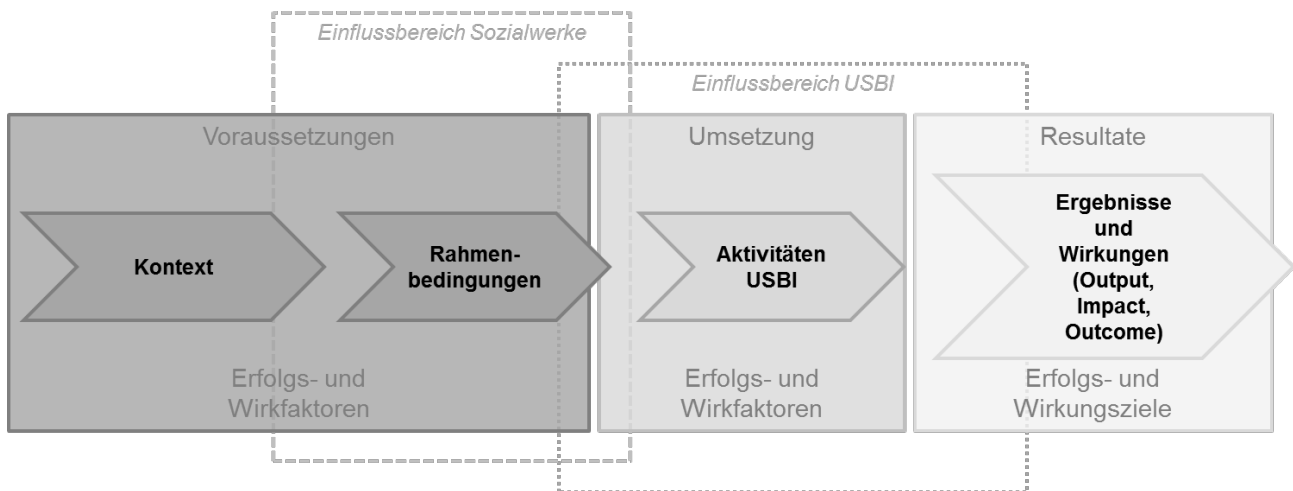 Einflussbereich Sozialwerke
Einflussbereich USBI
Voraussetzungen
Umsetzung
Resultate
Kontext
Rahmen-
bedingungen
Aktivitäten
USBI
Ergebnisse
und
Wirkungen
(Output,
Impact,
Outcome)
Erfolgs- und
Wirkfaktoren
Erfolgs- und
Wirkfaktoren
Erfolgs- und
Wirkungsziele